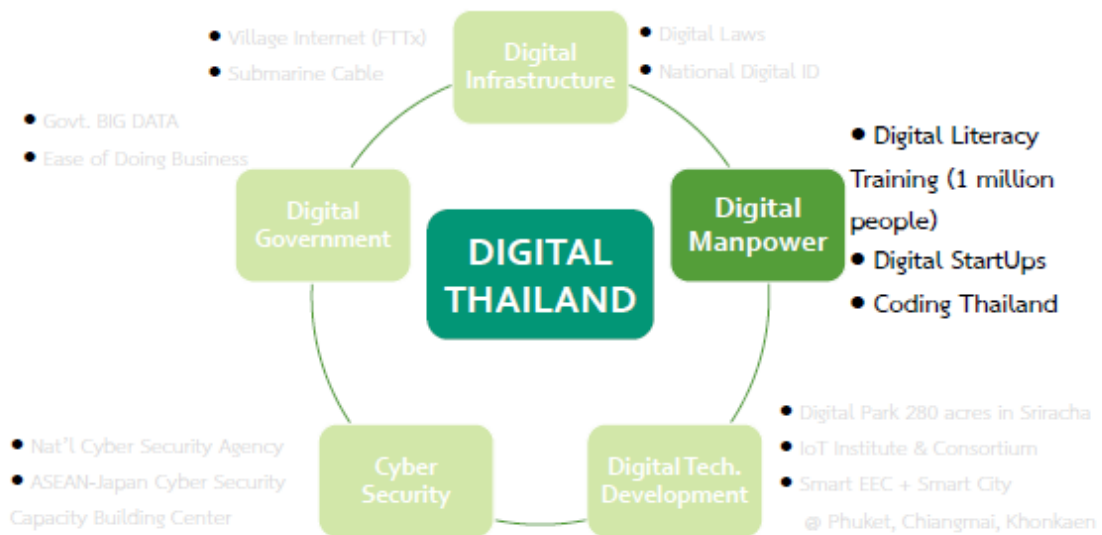 ● Village Internet (FTTx)
● Submarine Cable
Digital
Infrastructure
● Digital Laws
● National Digital ID
● Govt. BIG DATA
● Ease of Doing Business
Digital
Government
DIGITAL
THAILAND
Digital
Manpower
● Digital Literacy
Training (1 million
people)
● Digital StartUps
● Coding Thailand
● Nat'l Cyber Security Agency
● ASEAN-Japan Cyber Security
Capacity Building Center
Cyber
Security
Digital Tech.
Development
● Digital Park 280 acres in Sriracha
● IoT Institute & Consortium
● Smart EEC + Smart City
@ Phuket, Chiangmai, Khonkaen